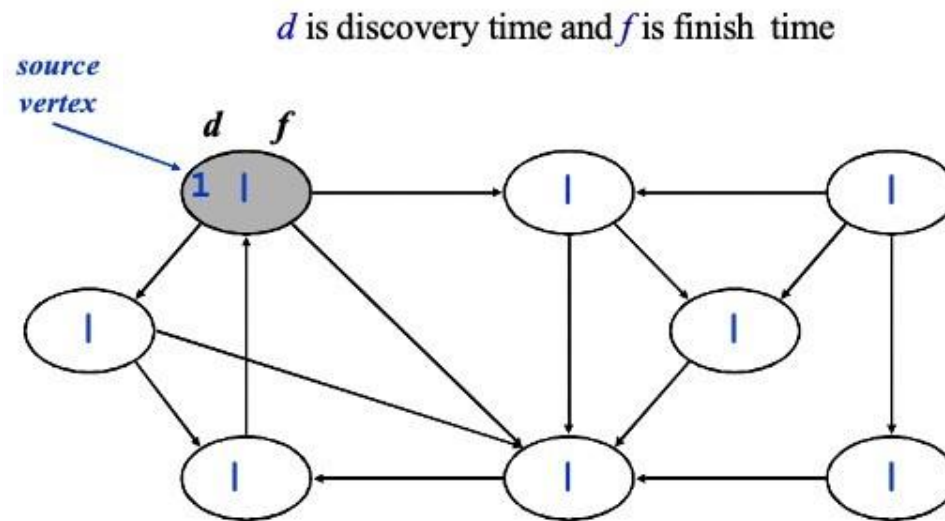 d is discovery time and f is finish time
source
vertex
d f
1 |
|
|
|
|
|
|
|